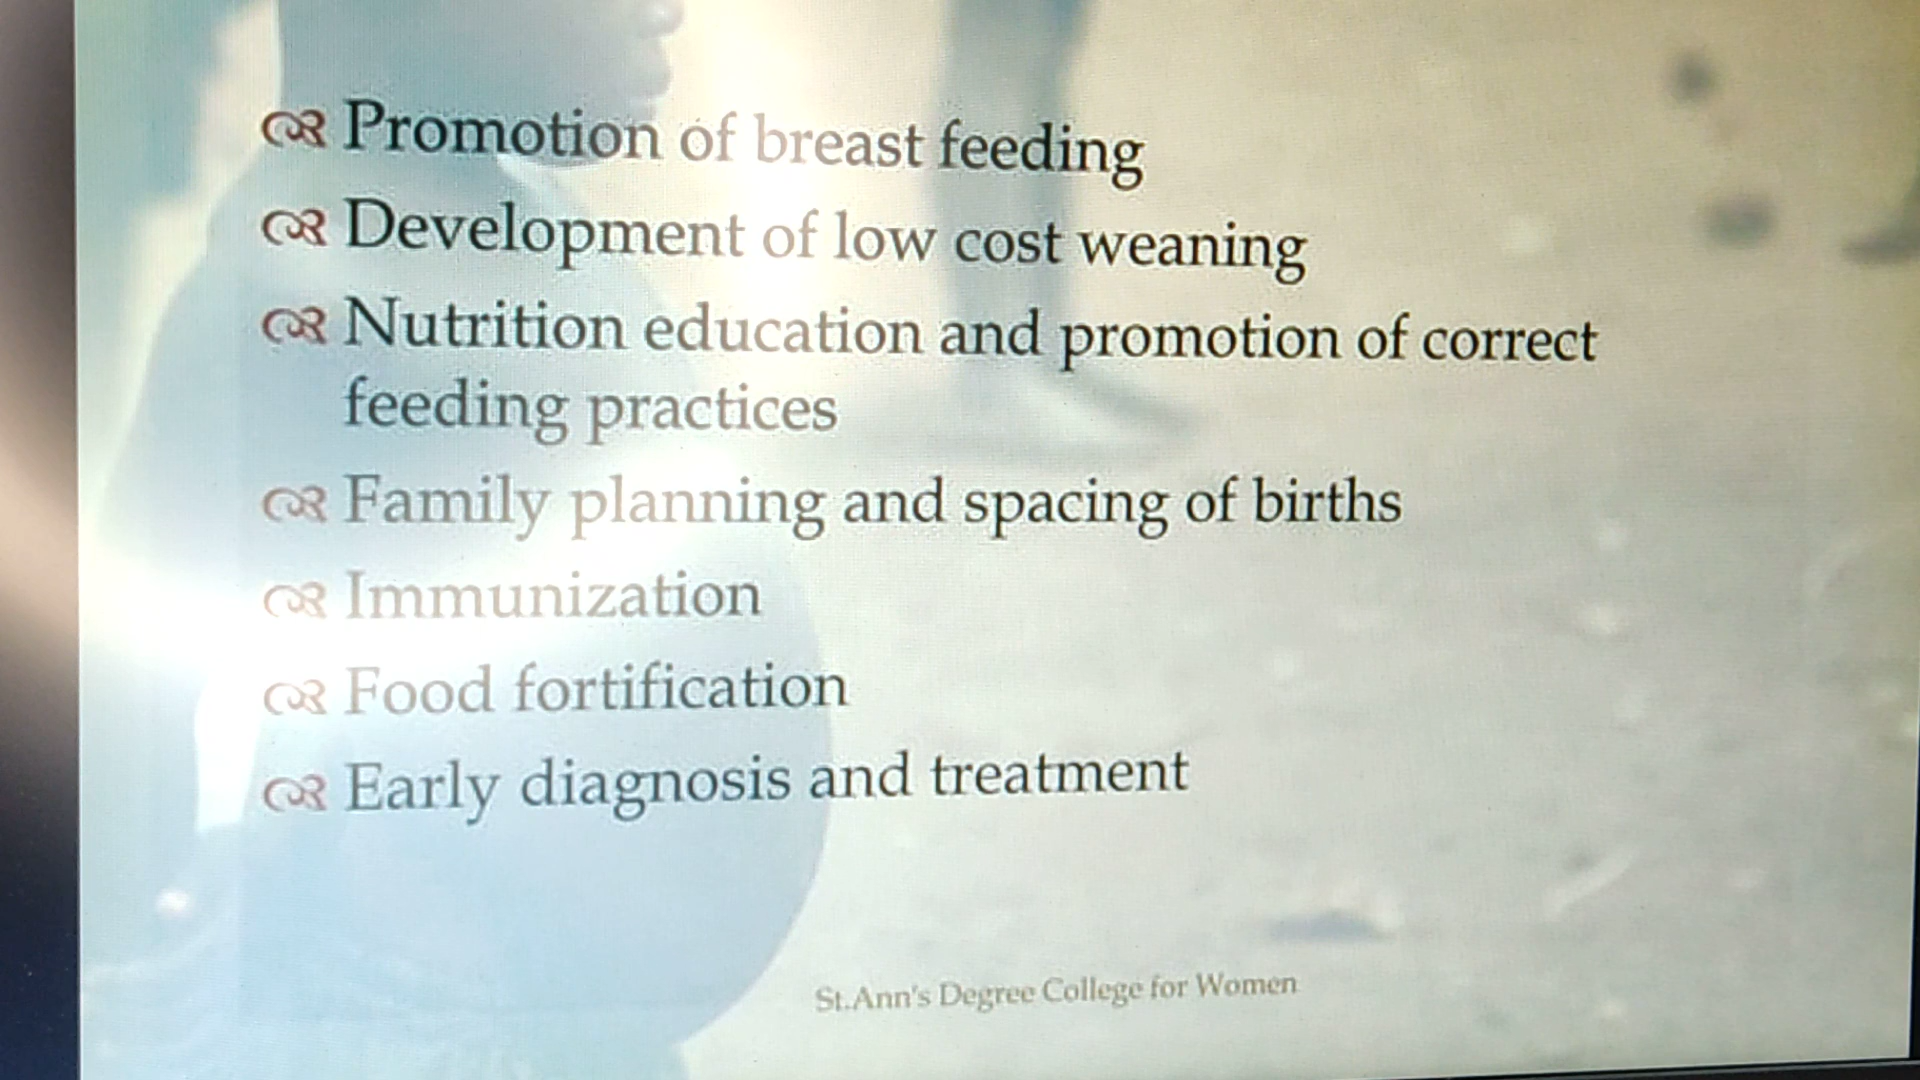 Promotion of breast feeding
Development of low cost weaning
Nutrition education and promotion of correct
feeding practices
Family planning and spacing of births
Immunization
Food fortification
Early diagnosis and treatment
St.Ann's Degree College for Women